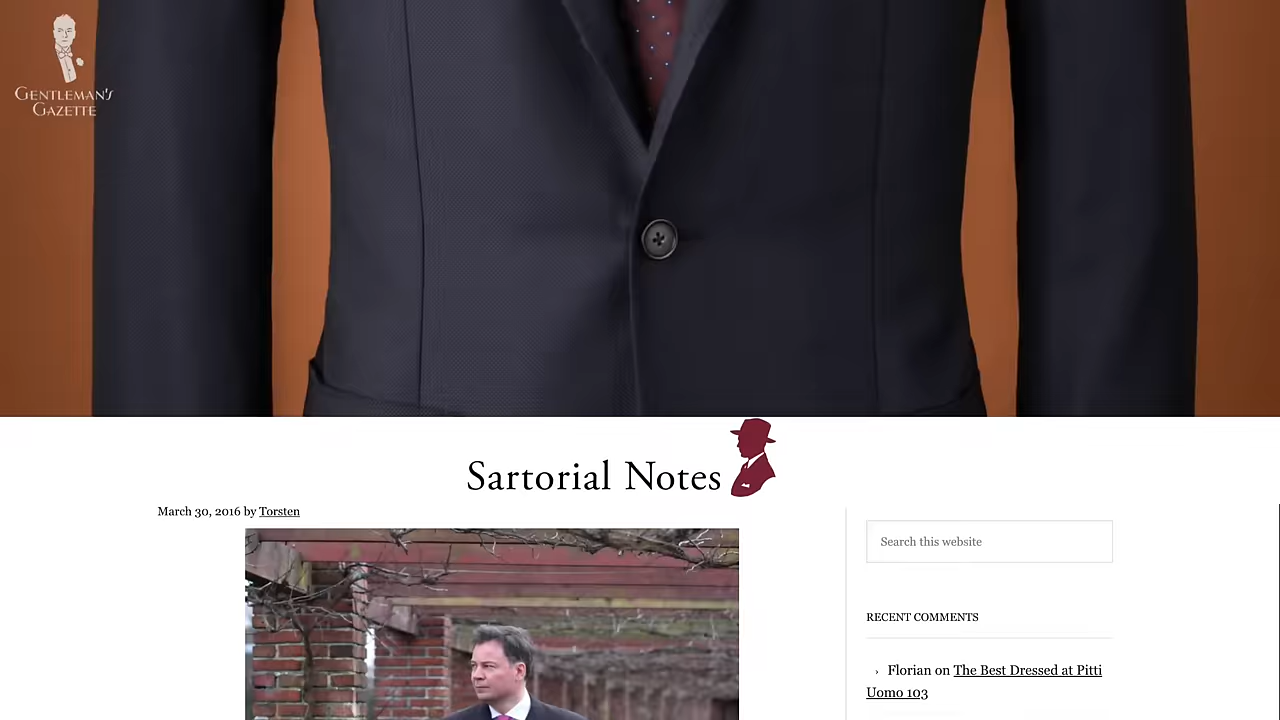 GENTLEMAN'S
GAZETTE
Sartorial Notes
March 30, 2016 by Torsten
Search this website
RECENT COMMENTS
› Florian on The Best Dressed at Pitti
Uomo 103